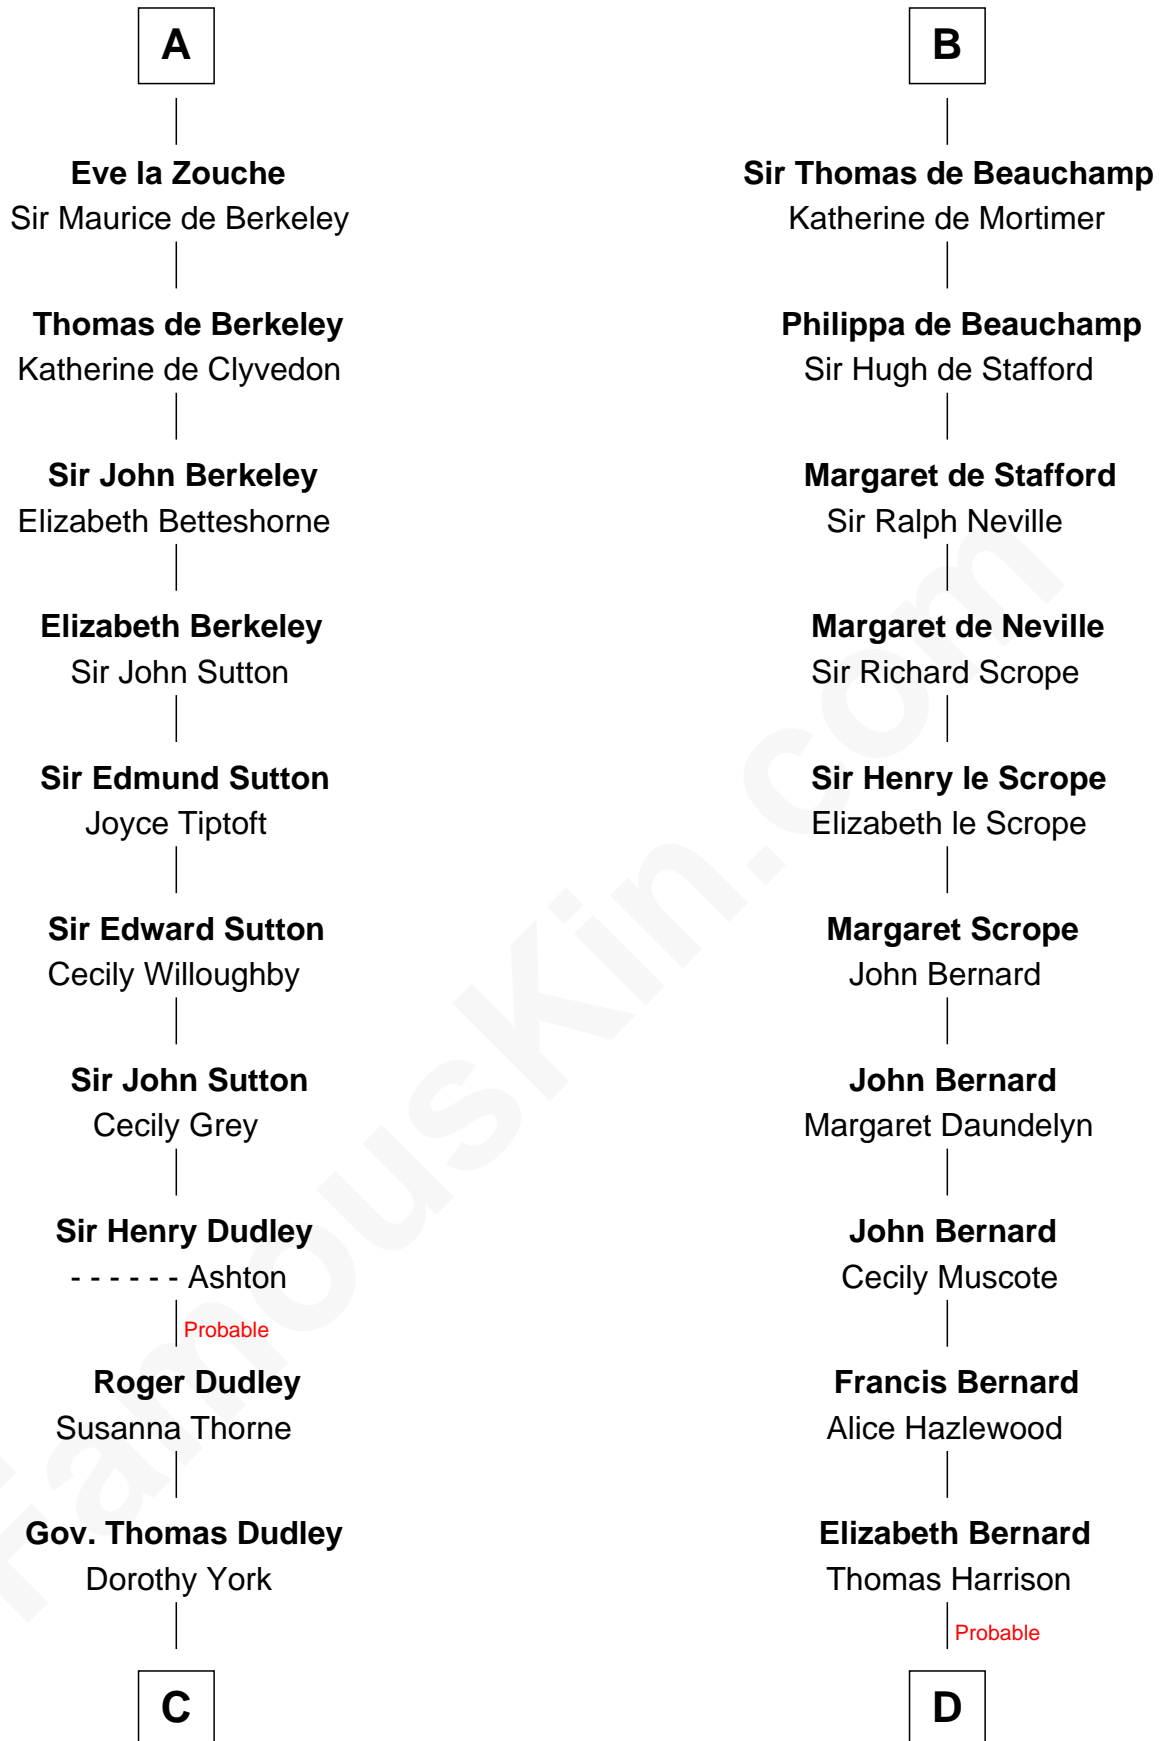 A
Eve la Zouche
Sir Maurice de Berkeley
Thomas de Berkeley
Katherine de Clyvedon
Sir John Berkeley
Elizabeth Betteshorne
Elizabeth Berkeley
Sir John Sutton
Sir Edmund Sutton
Joyce Tiptoft
Sir Edward Sutton
Cecily Willoughby
Sir John Sutton
Cecily Grey
Sir Henry Dudley
- - - - - - Ashton
Probable
Roger Dudley
Susanna Thorne
Gov. Thomas Dudley
Dorothy York
C
B
Sir Thomas de Beauchamp
Katherine de Mortimer
Philippa de Beauchamp
Sir Hugh de Stafford
Margaret de Stafford
Sir Ralph Neville
Margaret de Neville
Sir Richard Scrope
Sir Henry le Scrope
Elizabeth le Scrope
Margaret Scrope
John Bernard
John Bernard
Margaret Daundelyn
John Bernard
Cecily Muscote
Francis Bernard
Alice Hazlewood
Elizabeth Bernard
Thomas Harrison
Probable
D
FamousKin.com